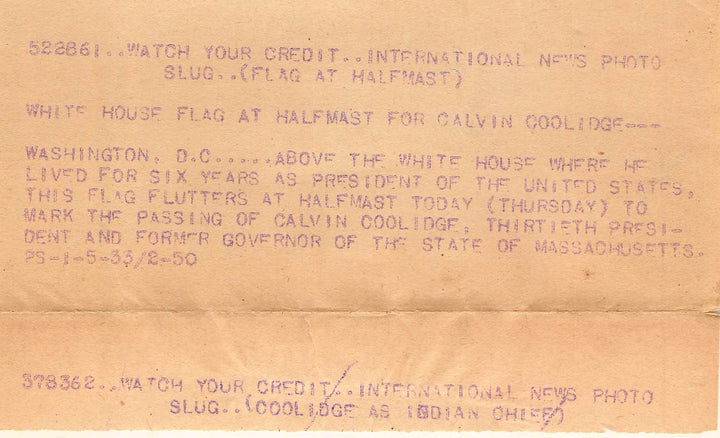 522861..WATCH YOUR CREDIT..INTERNATIONAL NEWS PHOTO
SLUG..(FLAG AT HALFMAST)
WHITE HOUSE FLAG AT HALFMAST FOR CALVIN COOLIDGE---
WASHINGTON, D.C.....ABOVE THE WHITE HOUSE WHERE HE
LIVED FOR SIX YEARS AS PRESIDENT OF THE UNITED STATES,
THIS FLAG FLUTTERS AT HALFMAST TODAY (THURSDAY) TO
MARK THE PASSING OF CALVIN COOLIDGE, THIRTIETH PRESI-
DENT AND FORMER GOVERNOR OF THE STATE OF MASSACHUSETTS.
PS-1-5-33/2-50
378362..WATCH YOUR CREDIT..INTERNATIONAL NEWS PHOTO
SLUG..(COOLIDGE AS INDIAN CHIEF)